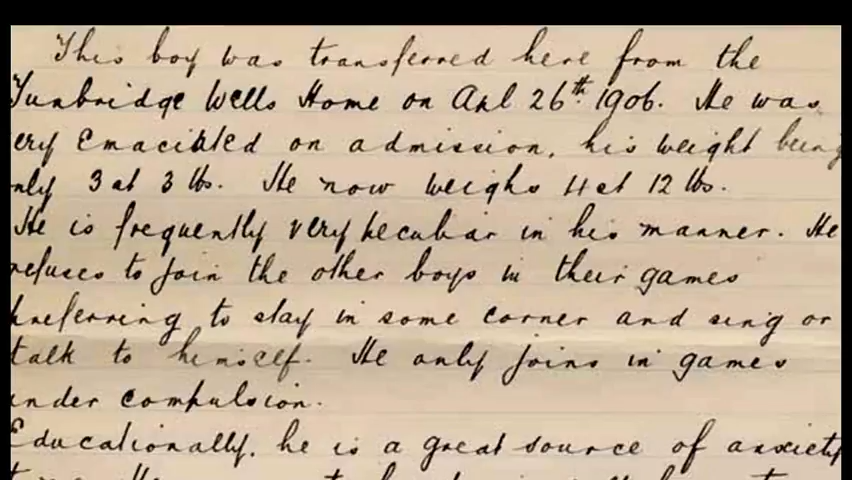 This boy was transferred here from the
Tunbridge Wells Home on Apl 26th. 1906. He was
ery Emaciated on admission, his weight being
nly 3 st 3 lbs. He now weighs 4 st 12 lbs.
He is frequently very peculiar in his manner. He
refuses to join the other boys in their games
preferring to stay in some corner and sing or
talk to himself. He only joins in games
under compulsion.
Educationally, he is a great source of anxiety